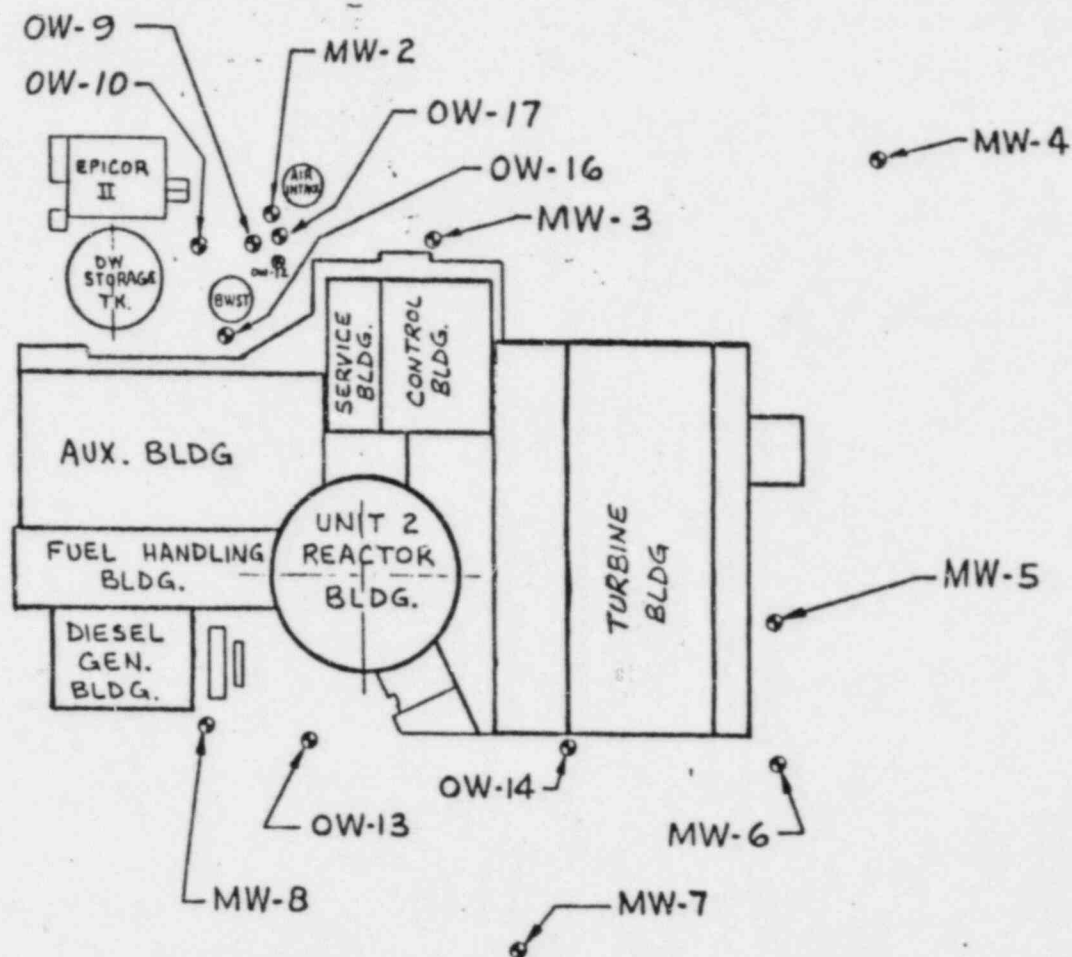 OW-9
MW-2
OW-10
OW-17
MW-4
EPICOR
II
AIR
INTAKE
OW-16
MW-3
DW
STORAGE
TK.
OW-12
BWST
SERVICE
BLDG.
CONTROL
BLDG.
AUX. BLDG
UNIT 2
REACTOR
BLDG.
FUEL HANDLING
BLDG.
TURBINE
BLDG
MW-5
DIESEL
GEN.
BLDG.
OW-14
OW-13
MW-6
MW-8
MW-7